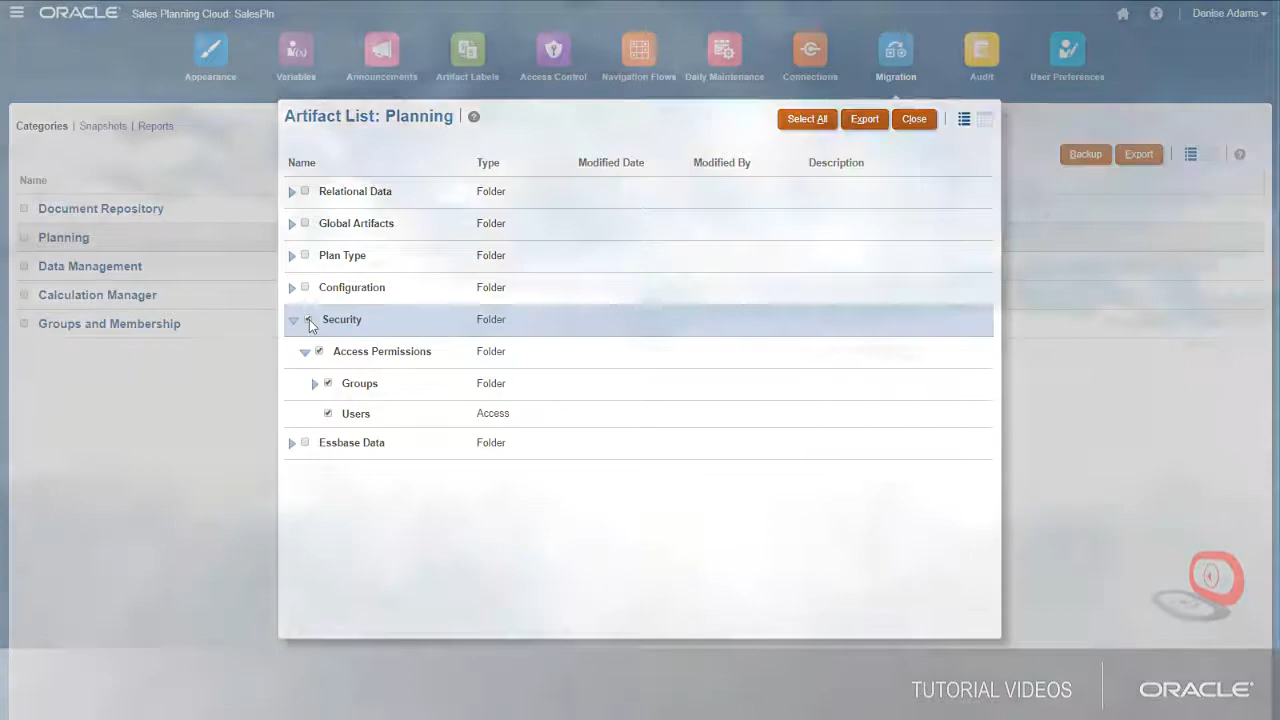 ORACLE Sales Planning Cloud: SalesPln Denise Adams
Appearance Variables Announcements Artifact Labels Access Control Navigation Flows Daily Maintenance Connections Migration Audit User Preferences
Categories | Snapshots | Reports
Backup Export
Name
Document Repository
Planning
Data Management
Calculation Manager
Groups and Membership
Artifact List: Planning
Select All Export Close
Name Type Modified Date Modified By Description
Relational Data Folder
Global Artifacts Folder
Plan Type Folder
Configuration Folder
Security Folder
Access Permissions Folder
Groups Folder
Users Access
Essbase Data Folder
TUTORIAL VIDEOS ORACLE